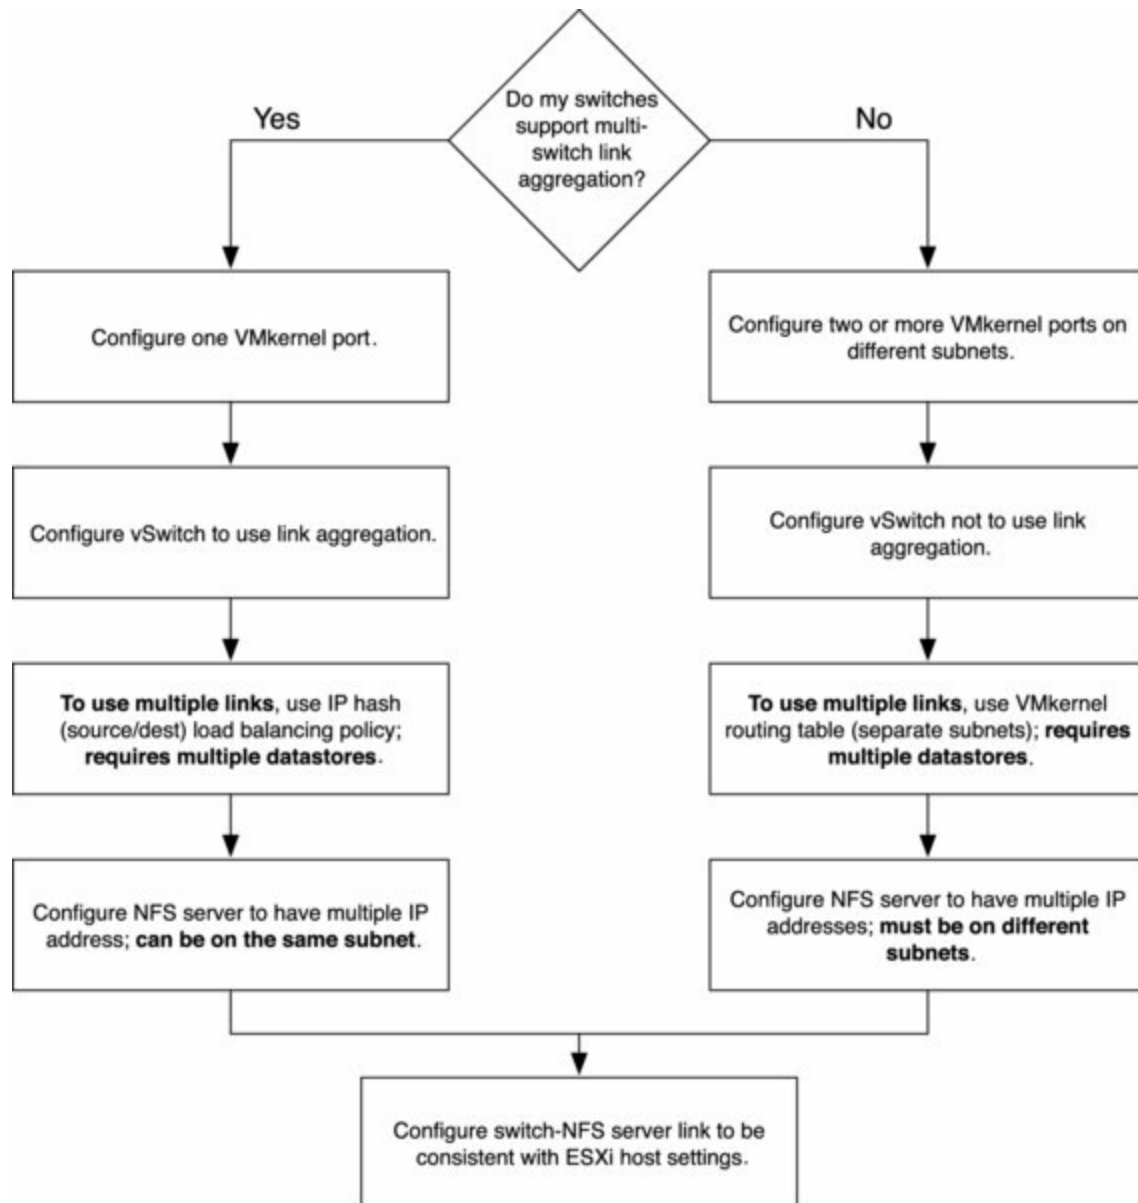 Do my switches
support multi-
switch link
aggregation?
Yes
No
Configure one VMkernel port.
Configure two or more VMkernel ports on
different subnets.
Configure vSwitch to use link aggregation.
Configure vSwitch not to use link
aggregation.
To use multiple links, use IP hash
(source/dest) load balancing policy;
requires multiple datastores.
To use multiple links, use VMkernel
routing table (separate subnets); requires
multiple datastores.
Configure NFS server to have multiple IP
address; can be on the same subnet.
Configure NFS server to have multiple IP
addresses; must be on different
subnets.
Configure switch-NFS server link to be
consistent with ESXi host settings.